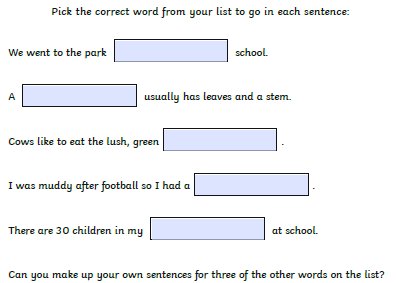 Pick the correct word from your list to go in each sentence:
We went to the park school.
A usually has leaves and a stem.
Cows like to eat the lush, green .
I was muddy after football so I had a .
There are 30 children in my at school.
Can you make up your own sentences for three of the other words on the list?